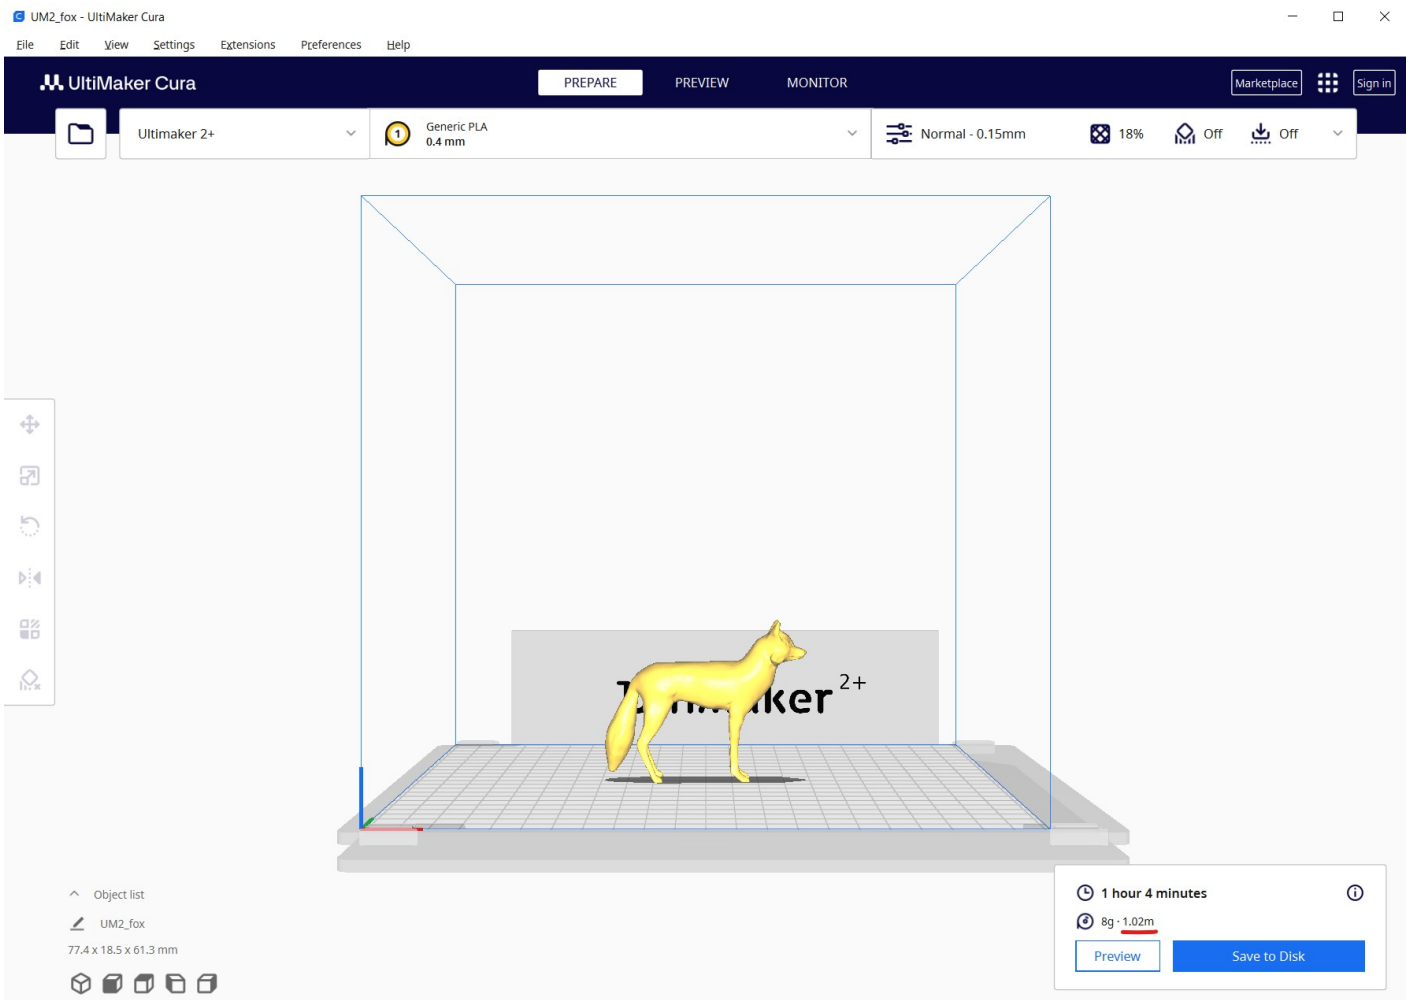 UM2_fox - UltiMaker Cura
File Edit View Settings Extensions Preferences Help
UltiMaker Cura
PREPARE PREVIEW MONITOR
Marketplace
Sign in
Ultimaker 2+
1
Generic PLA
0.4 mm
Normal - 0.15mm
18%
Off
Off
ker 2+
Object list
UM2_fox
77.4 x 18.5 x 61.3 mm
1 hour 4 minutes
8g · 1.02m
Preview
Save to Disk